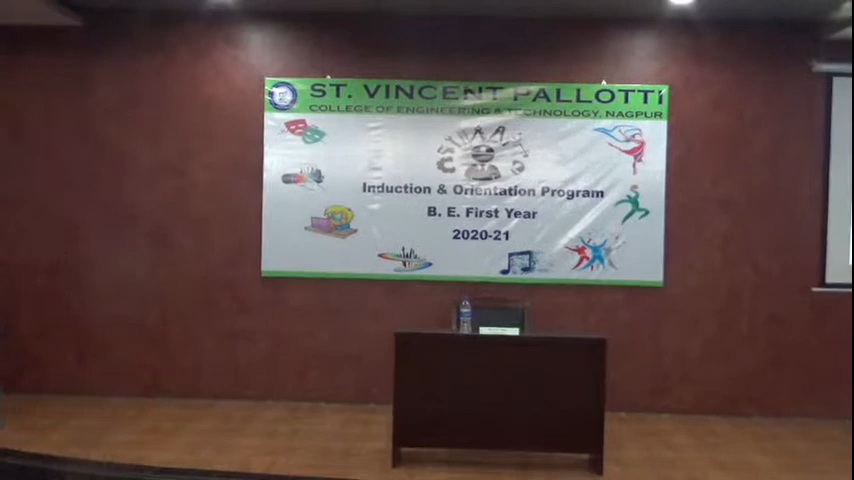 ST. VINCENT PALLOTTI
COLLEGE OF ENGINEERING & TECHNOLOGY, NAGPUR
Induction & Orientation Program
B. E. First Year
2020-21